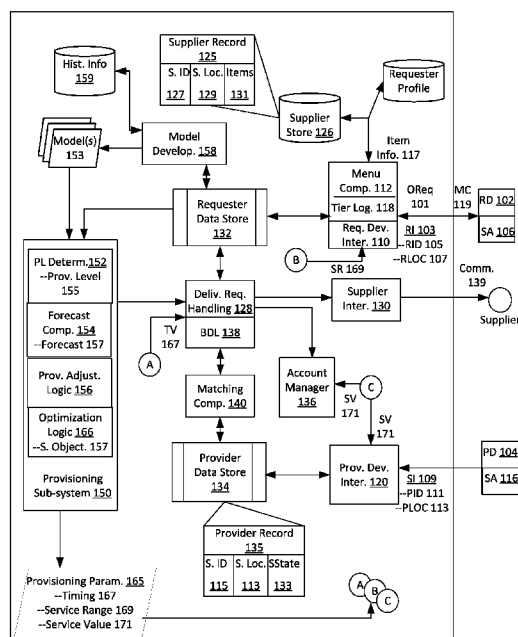 Supplier Record
125
S. ID S. Loc. Items
127 129 131
Hist. Info
159
Requester
Profile
Supplier
Store 126
Model(s)
153
Model
Develop. 158
Item
Info. 117
Menu
Comp. 112
Tier Log. 118
Req. Dev.
Inter. 110
OReq
101
MC
119
RD 102
SA 106
RI 103
--RID 105
--RLOC 107
Requester
Data Store
132
B
SR 169
PL Determ.152
--Prov. Level
155
Forecast
Comp. 154
--Forecast 157
Prov. Adjust.
Logic 156
Optimization
Logic 166
--S. Object. 157
Provisioning
Sub-system 150
Deliv. Req.
Handling 128
BDL 138
TV
167
A
Supplier
Inter. 130
Comm.
139
Supplier
Matching
Comp. 140
Account
Manager
136
C
SV
171
SV
171
Provider
Data Store
134
Prov. Dev.
Inter. 120
SI 109
--PID 111
--PLOC 113
PD 104
SA 116
Provider Record
135
S. ID S. Loc. SState
115 113 133
Provisioning Param. 165
--Timing 167
--Service Range 169
--Service Value 171
A
B
C